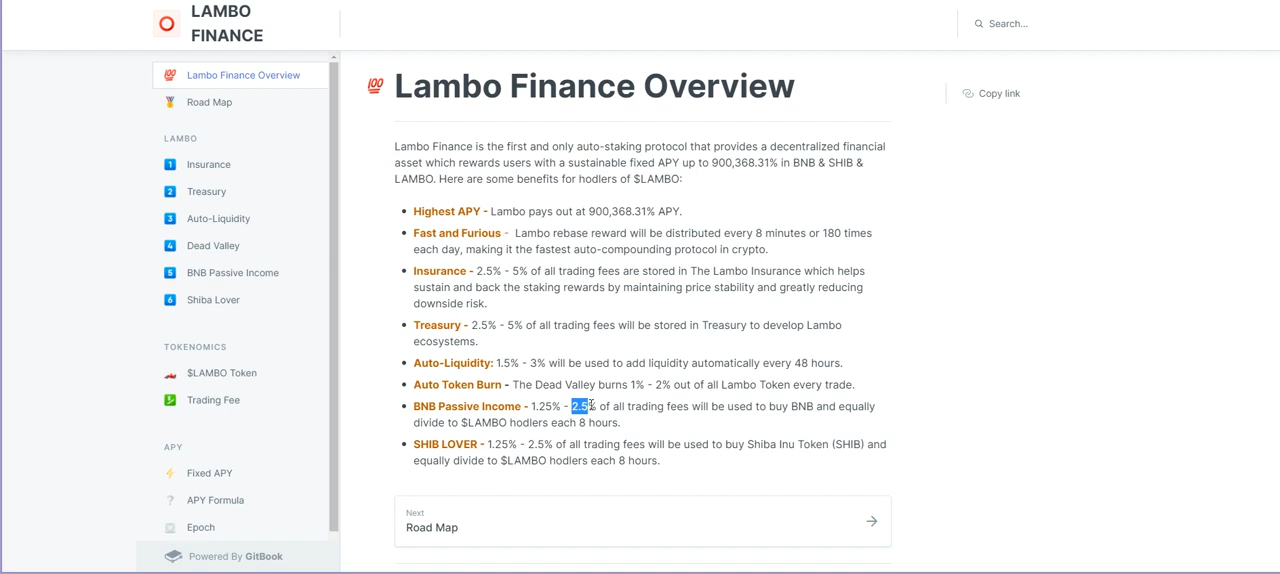 LAMBO
FINANCE
Search...
Lambo Finance Overview
Road Map
LAMBO
1 Insurance
2 Treasury
3 Auto-Liquidity
4 Dead Valley
5 BNB Passive Income
6 Shiba Lover
TOKENOMICS
$LAMBO Token
Trading Fee
APY
Fixed APY
? APY Formula
Epoch
Powered By GitBook
💯 Lambo Finance Overview
Copy link
Lambo Finance is the first and only auto-staking protocol that provides a decentralized financial
asset which rewards users with a sustainable fixed APY up to 900,368.31% in BNB & SHIB &
LAMBO. Here are some benefits for hodlers of $LAMBO:
• Highest APY - Lambo pays out at 900,368.31% APY.
• Fast and Furious - Lambo rebase reward will be distributed every 8 minutes or 180 times
each day, making it the fastest auto-compounding protocol in crypto.
• Insurance - 2.5% - 5% of all trading fees are stored in The Lambo Insurance which helps
sustain and back the staking rewards by maintaining price stability and greatly reducing
downside risk.
• Treasury - 2.5% - 5% of all trading fees will be stored in Treasury to develop Lambo
ecosystems.
• Auto-Liquidity: 1.5% - 3% will be used to add liquidity automatically every 48 hours.
• Auto Token Burn - The Dead Valley burns 1% - 2% out of all Lambo Token every trade.
• BNB Passive Income - 1.25% - 2.5% of all trading fees will be used to buy BNB and equally
divide to $LAMBO hodlers each 8 hours.
• SHIB LOVER - 1.25% - 2.5% of all trading fees will be used to buy Shiba Inu Token (SHIB) and
equally divide to $LAMBO hodlers each 8 hours.
Next
Road Map